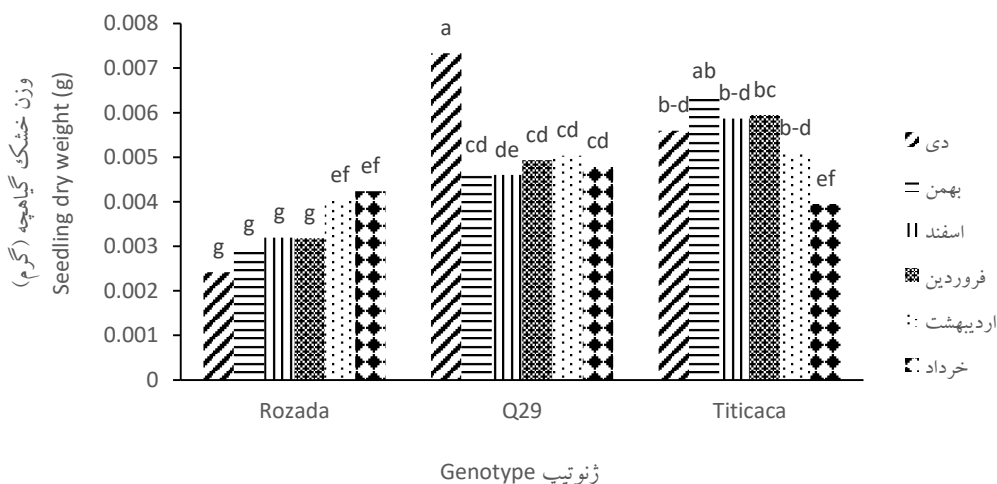 وزن خشک گیاهچه (گرم)
Seedling dry weight (g)
0.008
0.007
0.006
0.005
0.004
0.003
0.002
0.001
0
g g g g ef ef
a cd de cd cd cd
b-d ab b-d bc b-d ef
Rozada Q29 Titicaca
ژنوتیپ Genotype
دی
بهمن
اسفند
فروردین
اردیبهشت
خرداد